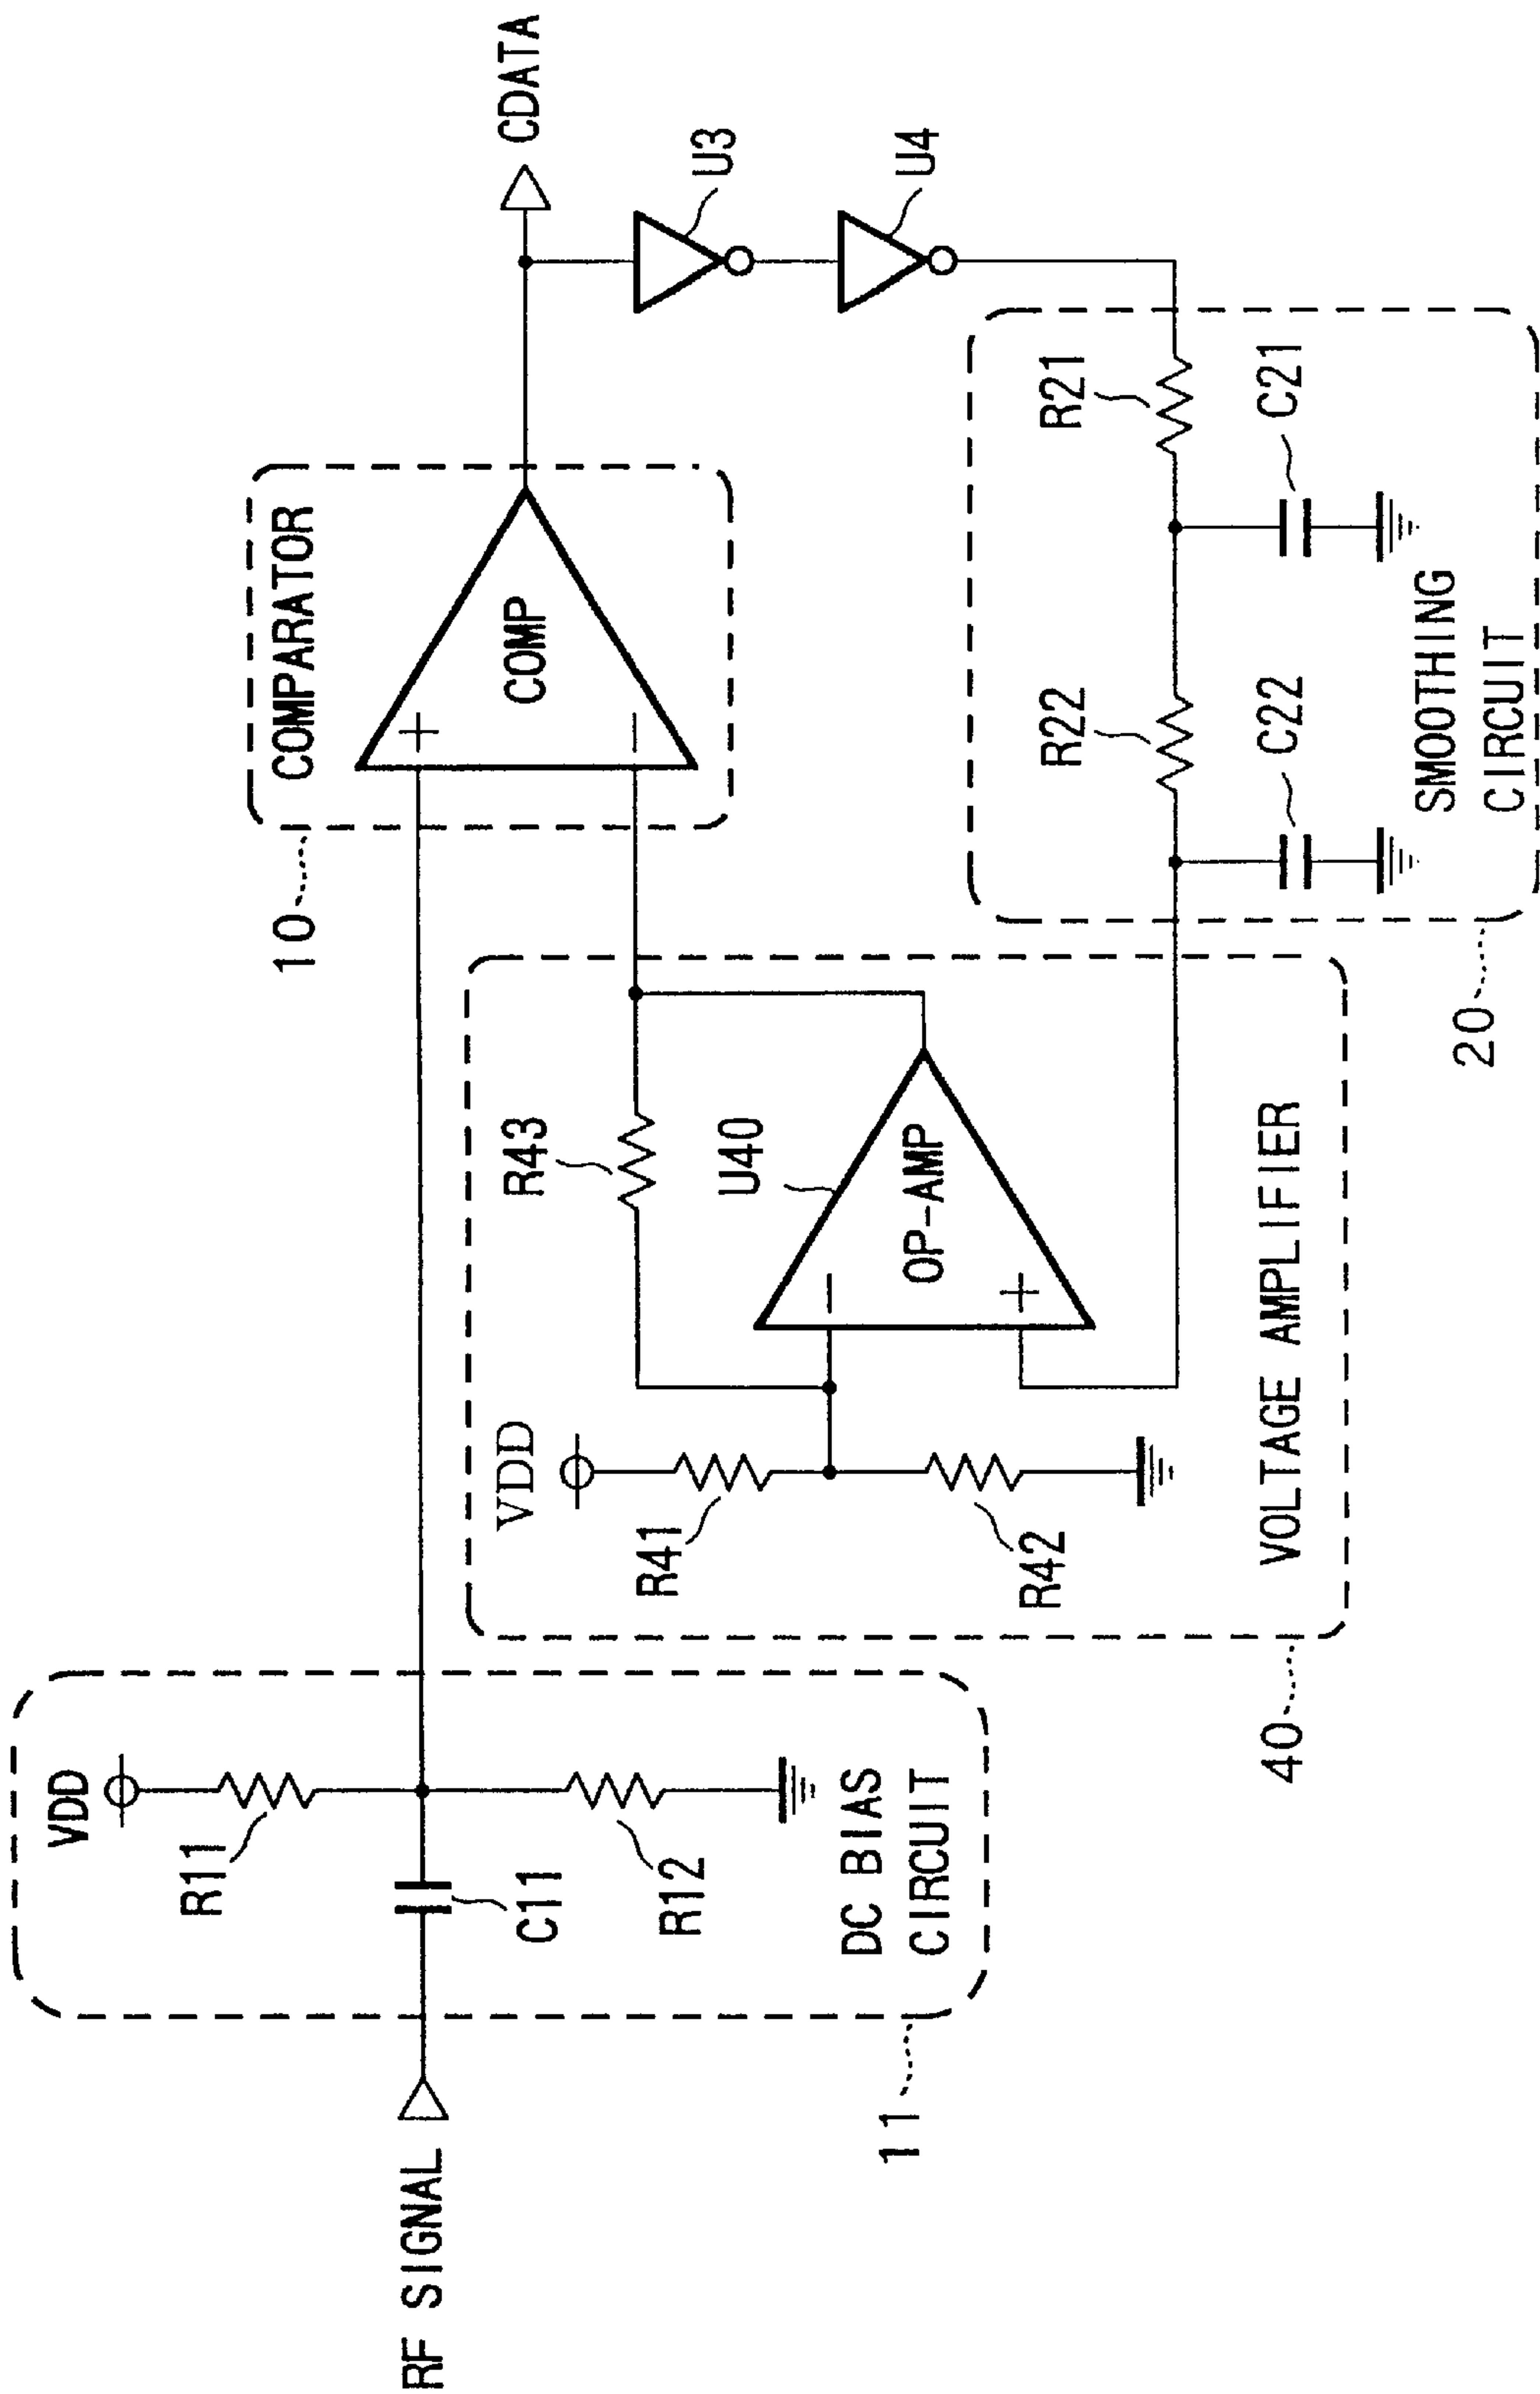 RF SIGNAL
11
DC BIAS
CIRCUIT
VDD
R11
C11
R12
40
VOLTAGE AMPLIFIER
VDD
R41
R42
R43
U40
OP-AMP
-
+
10
COMPARATOR
COMP
+
-
CDATA
U3
U4
20
SMOOTHING
CIRCUIT
R22
C22
R21
C21